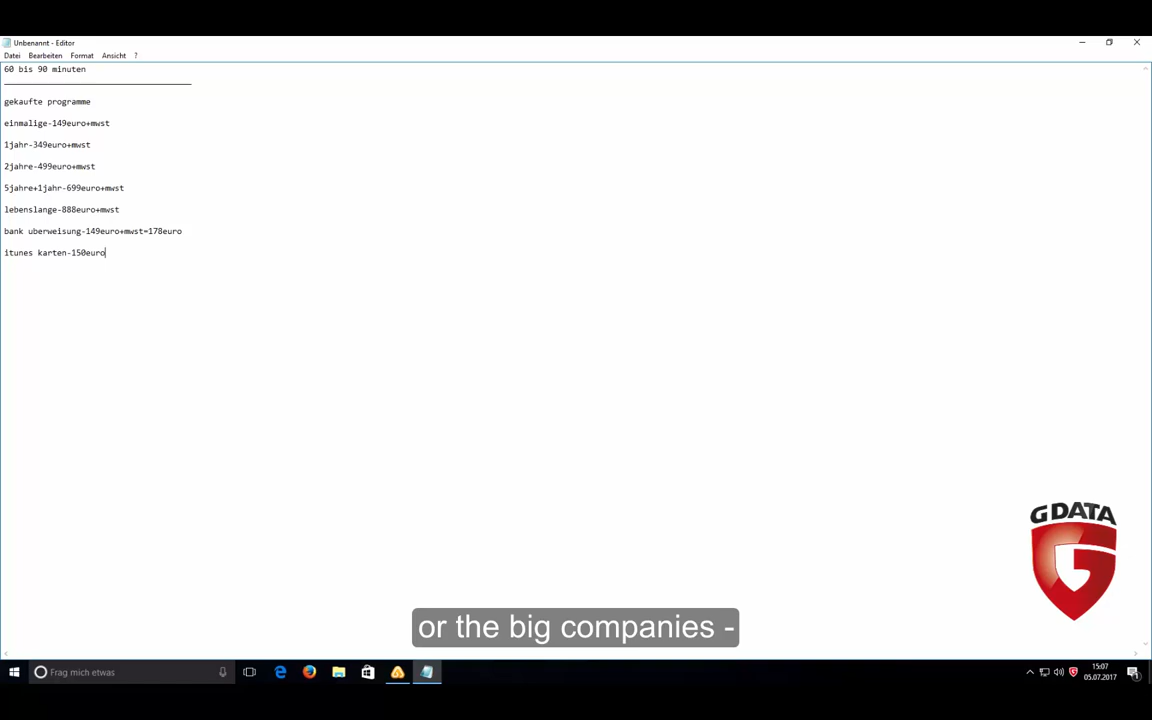 Unbenannt - Editor
Datei Bearbeiten Format Ansicht ?
60 bis 90 minuten
gekaufte programme
einmalige-149euro+mwst
1jahr-349euro+mwst
2jahre-499euro+mwst
5jahre+1jahr-699euro+mwst
lebenslange-888euro+mwst
bank uberweisung-149euro+mwst=178euro
itunes karten-150euro
G DATA
or the big companies -
Frag mich etwas
15:07
05.07.2017